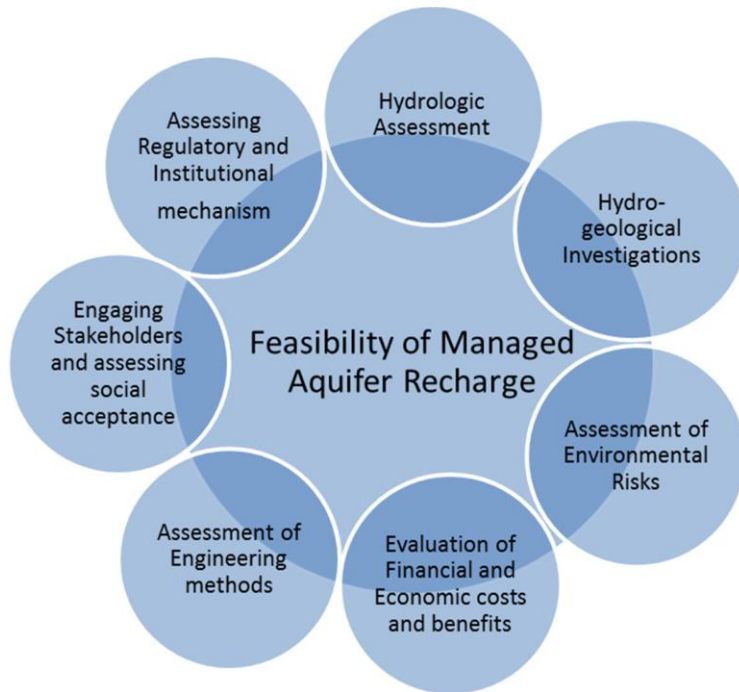 Hydrologic
Assessment
Hydro-
geological
Investigations
Assessment of
Environmental
Risks
Evaluation of
Financial and
Economic costs
and benefits
Assessment of
Engineering
methods
Engaging
Stakeholders
and assessing
social
acceptance
Assessing
Regulatory and
Institutional
mechanism
Feasibility of Managed
Aquifer Recharge